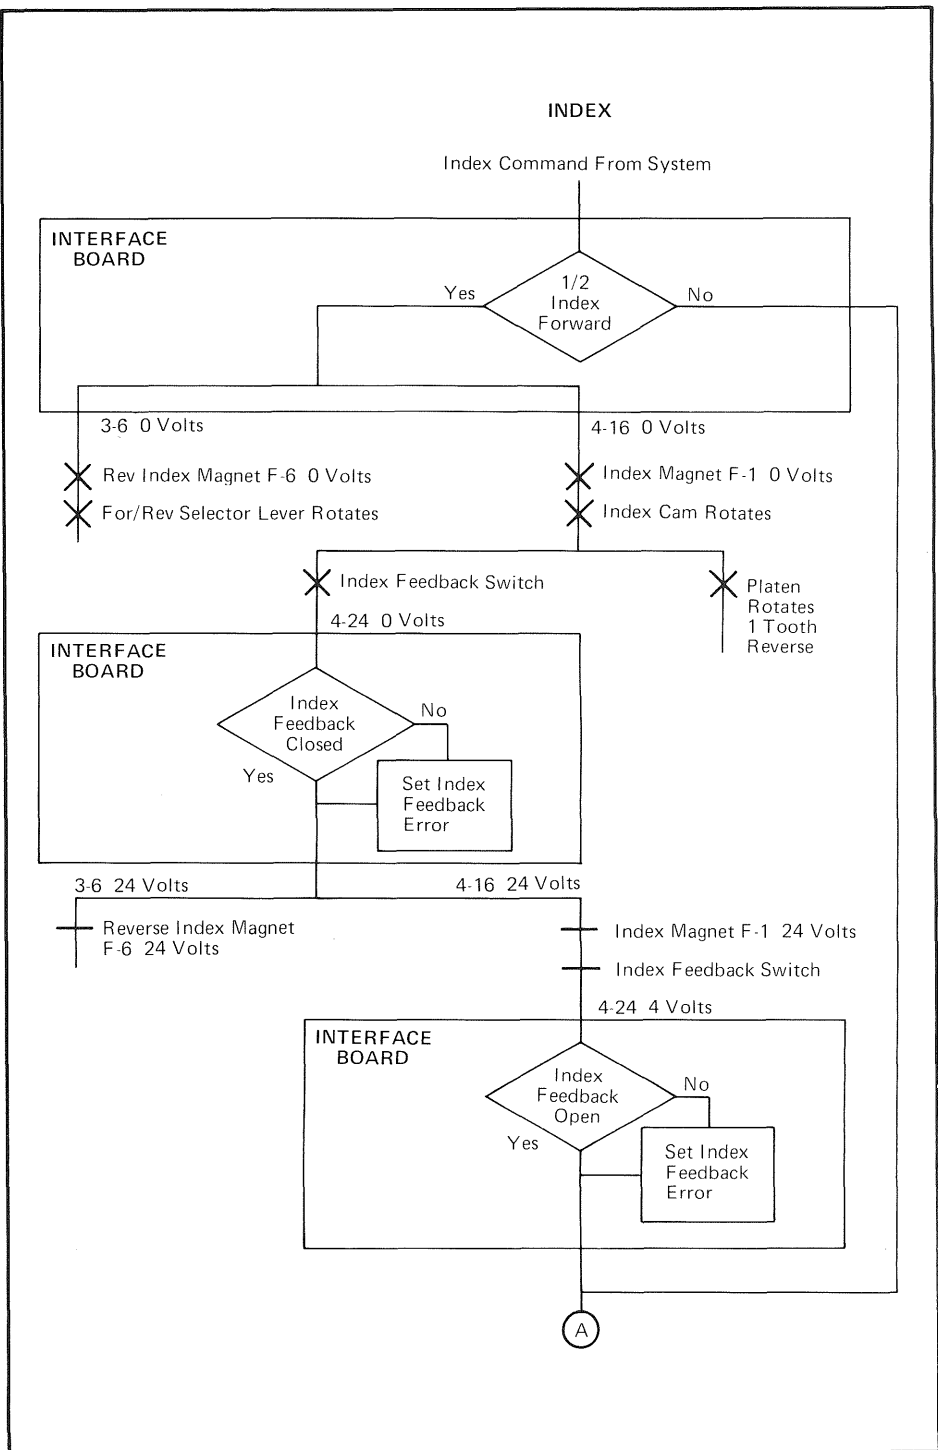 INDEX
Index Command From System
INTERFACE
BOARD
1/2
Index
Forward
Yes
No
3-6 0 Volts
4-16 0 Volts
Rev Index Magnet F-6 0 Volts
Index Magnet F-1 0 Volts
For/Rev Selector Lever Rotates
Index Cam Rotates
Index Feedback Switch
Platen
Rotates
1 Tooth
Reverse
4-24 0 Volts
INTERFACE
BOARD
Index
Feedback
Closed
No
Yes
Set Index
Feedback
Error
3-6 24 Volts
4-16 24 Volts
Reverse Index Magnet
F-6 24 Volts
Index Magnet F-1 24 Volts
Index Feedback Switch
4-24 4 Volts
INTERFACE
BOARD
Index
Feedback
Open
No
Yes
Set Index
Feedback
Error
A